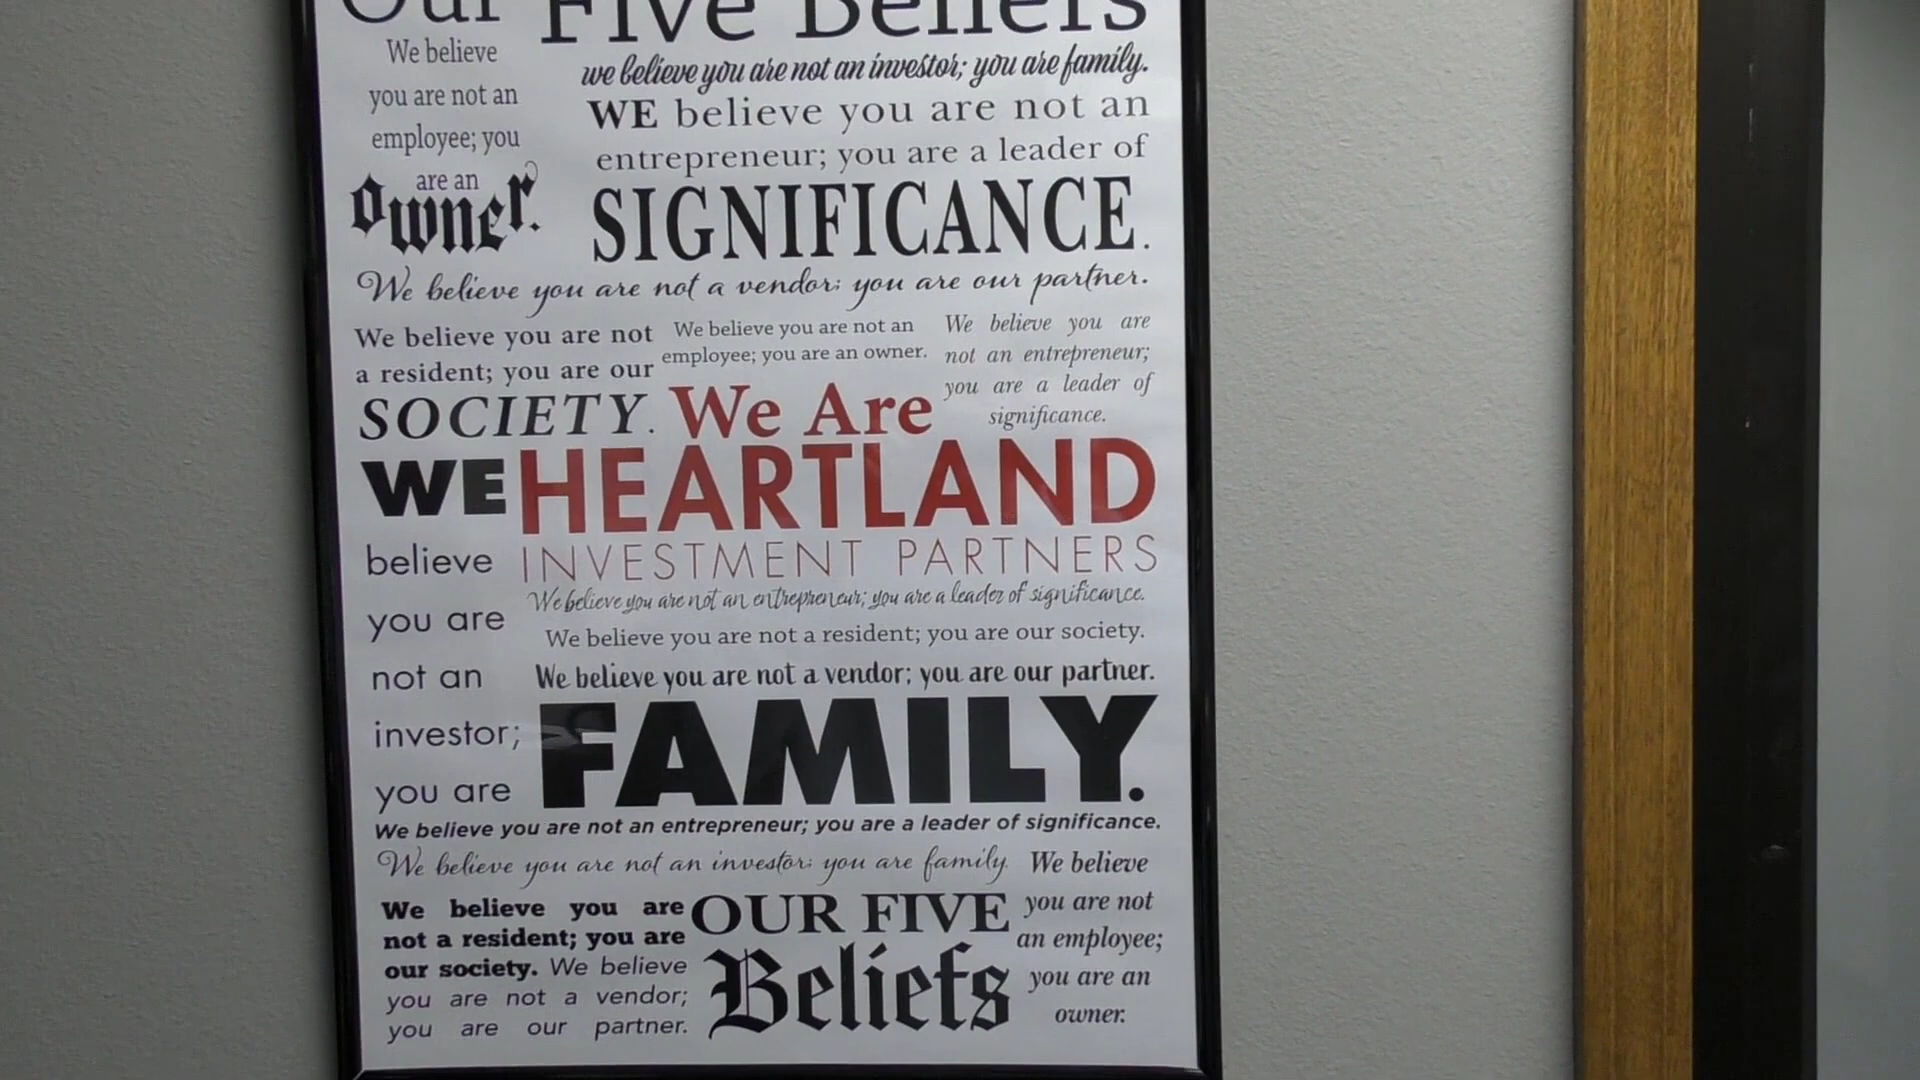 Our Five Beliefs
We believe
you are not an
employee; you
are an
owner.
we believe you are not an investor; you are family.
WE believe you are not an
entrepreneur; you are a leader of
SIGNIFICANCE.
We believe you are not a vendor; you are our partner.
We believe you are not
a resident; you are our
SOCIETY.
We believe you are not an
employee; you are an owner.
We believe you are
not an entrepreneur;
you are a leader of
significance.
We Are
HEARTLAND
INVESTMENT PARTNERS
WE
believe
you are
not an
investor;
you are
FAMILY.
We believe you are not an entrepreneur; you are a leader of significance.
We believe you are not a resident; you are our society.
We believe you are not a vendor; you are our partner.
We believe you are not an entrepreneur; you are a leader of significance.
We believe you are not an investor; you are family.
We believe you are
not a resident; you are
our society. We believe
you are not a vendor;
you are our partner.
OUR FIVE
Beliefs
We believe
you are not
an employee;
you are an
owner.